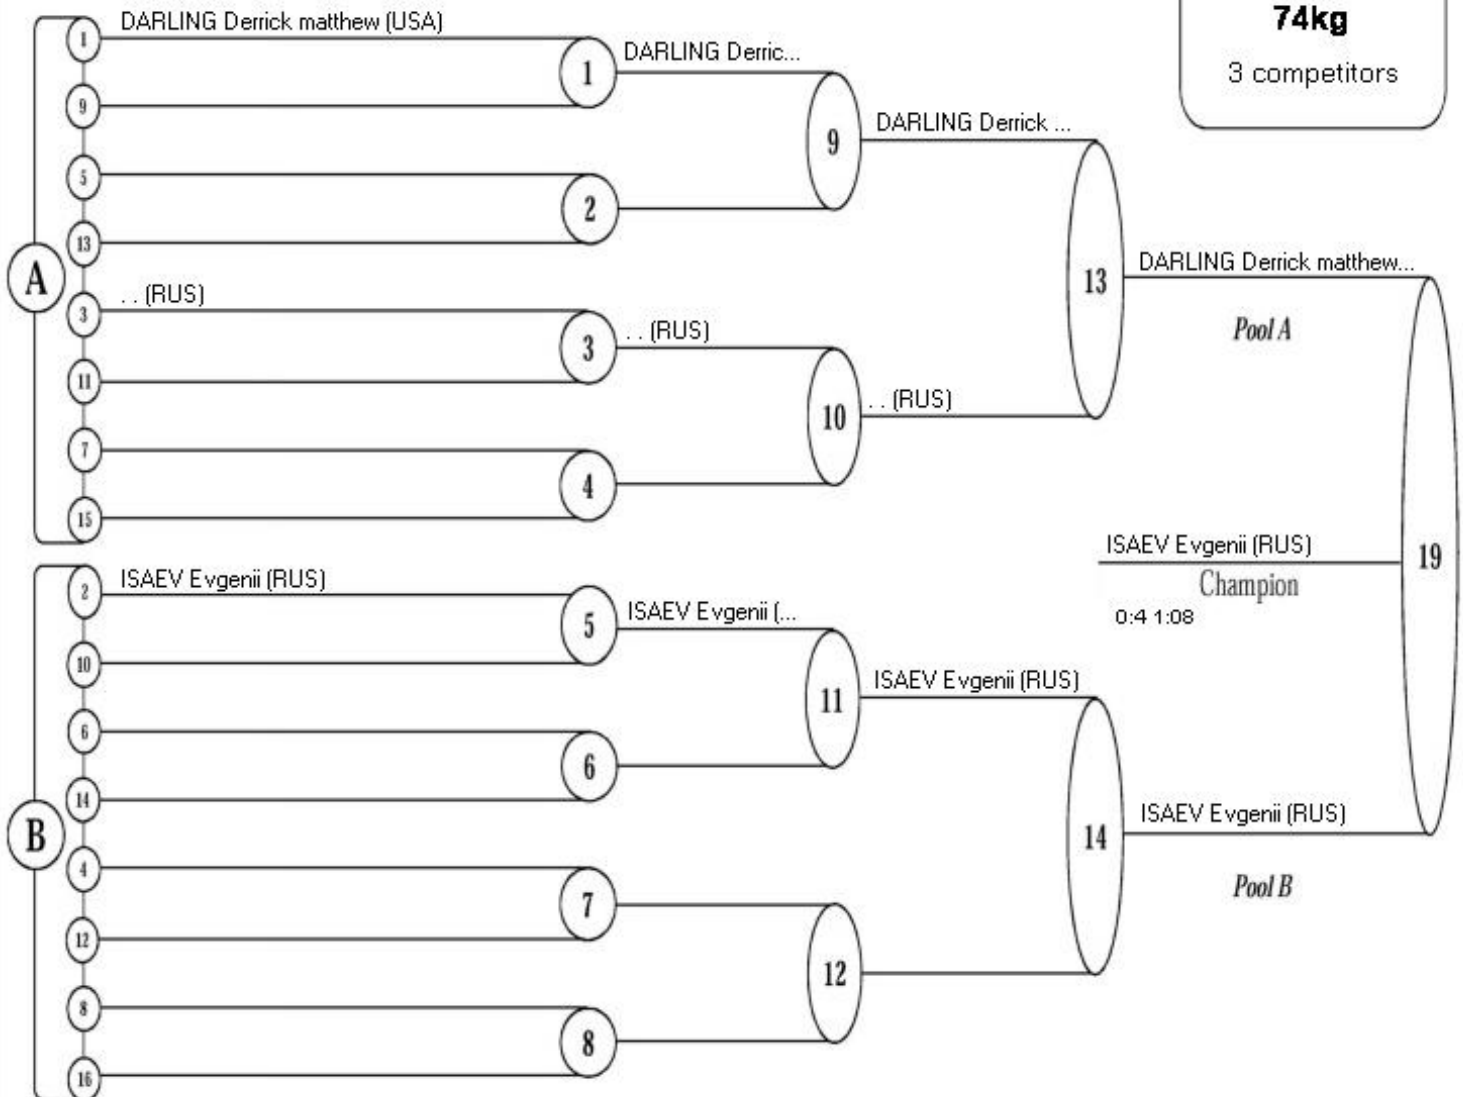 74kg
3 competitors
A
1
DARLING Derrick matthew (USA)
9
5
13
3
. . (RUS)
11
7
15
1
2
3
4
DARLING Derric...
. . (RUS)
9
10
DARLING Derrick ...
. . (RUS)
13
DARLING Derrick matthew...
Pool A
B
2
ISAEV Evgenii (RUS)
10
6
14
4
12
8
16
5
6
7
8
ISAEV Evgenii (...
11
12
ISAEV Evgenii (RUS)
14
ISAEV Evgenii (RUS)
Pool B
ISAEV Evgenii (RUS)
Champion
0:4 1:08
19